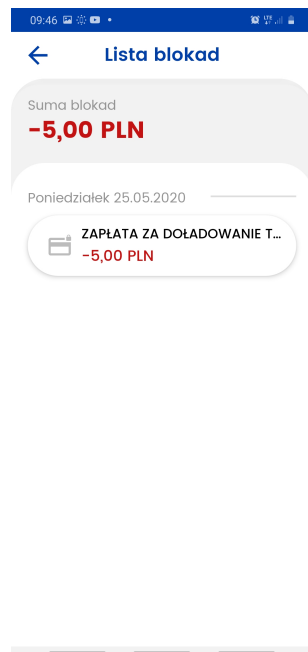 09:46
Lista blokad
Suma blokad
-5,00 PLN
Poniedziałek 25.05.2020
ZAPŁATA ZA DOŁADOWANIE T...
-5,00 PLN